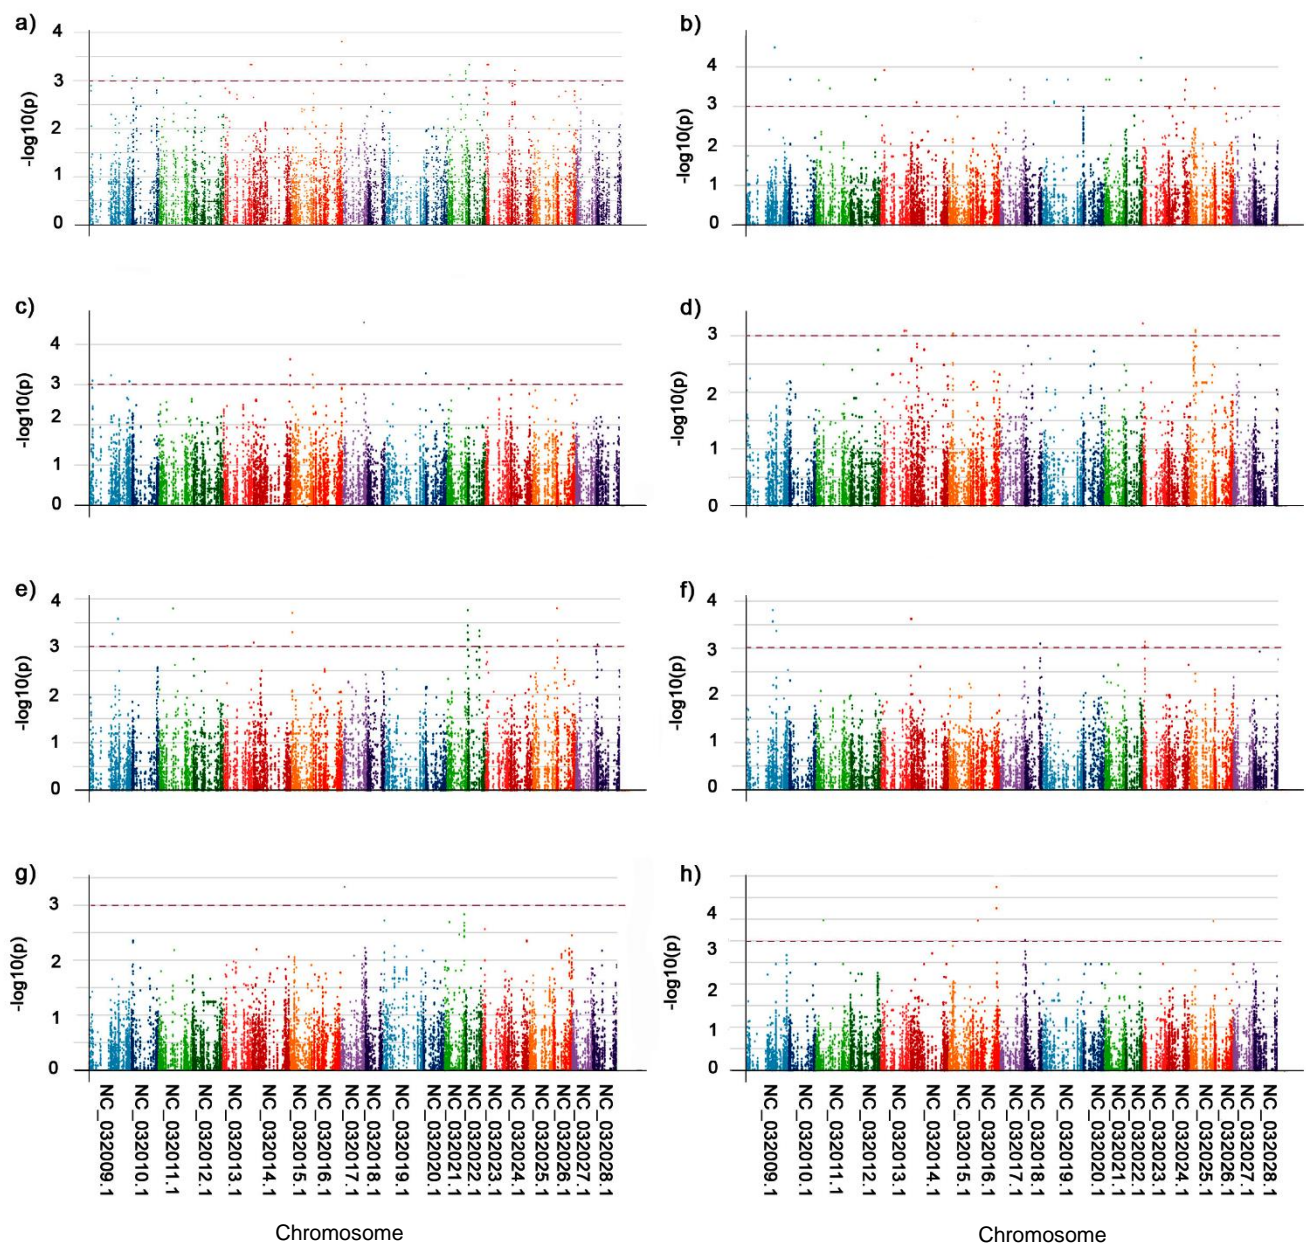 a)
4
3
2
1
0
-log10(p)
b)
4
3
2
1
0
-log10(p)
c)
4
3
2
1
0
-log10(p)
d)
3
2
1
0
-log10(p)
e)
4
3
2
1
0
-log10(p)
f)
4
3
2
1
0
-log10(p)
g)
3
2
1
0
-log10(p)
h)
4
3
2
1
0
-log10(p)
NC_032009.1
NC_032010.1
NC_032011.1
NC_032012.1
NC_032013.1
NC_032014.1
NC_032015.1
NC_032016.1
NC_032017.1
NC_032018.1
NC_032019.1
NC_032020.1
NC_032021.1
NC_032022.1
NC_032023.1
NC_032024.1
NC_032025.1
NC_032026.1
NC_032027.1
NC_032028.1
Chromosome
NC_032009.1
NC_032010.1
NC_032011.1
NC_032012.1
NC_032013.1
NC_032014.1
NC_032015.1
NC_032016.1
NC_032017.1
NC_032018.1
NC_032019.1
NC_032020.1
NC_032021.1
NC_032022.1
NC_032023.1
NC_032024.1
NC_032025.1
NC_032026.1
NC_032027.1
NC_032028.1
Chromosome